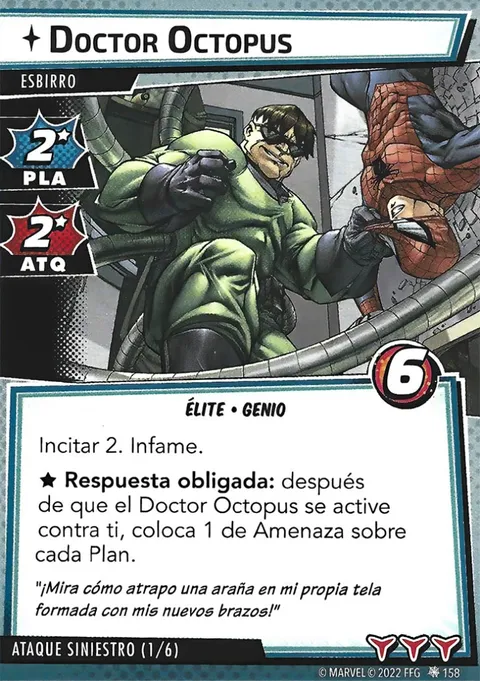 DOCTOR OCTOPUS
ESBIRRO
2
PLA
2
ATQ
6
ÉLITE • GENIO
Incitar 2. Infame.
★ Respuesta obligada: después
de que el Doctor Octopus se active
contra ti, coloca 1 de Amenaza sobre
cada Plan.
"¡Mira cómo atrapo una araña en mi propia tela
formada con mis nuevos brazos!"
ATAQUE SINIESTRO (1/6)
© MARVEL © 2022 FFG 158